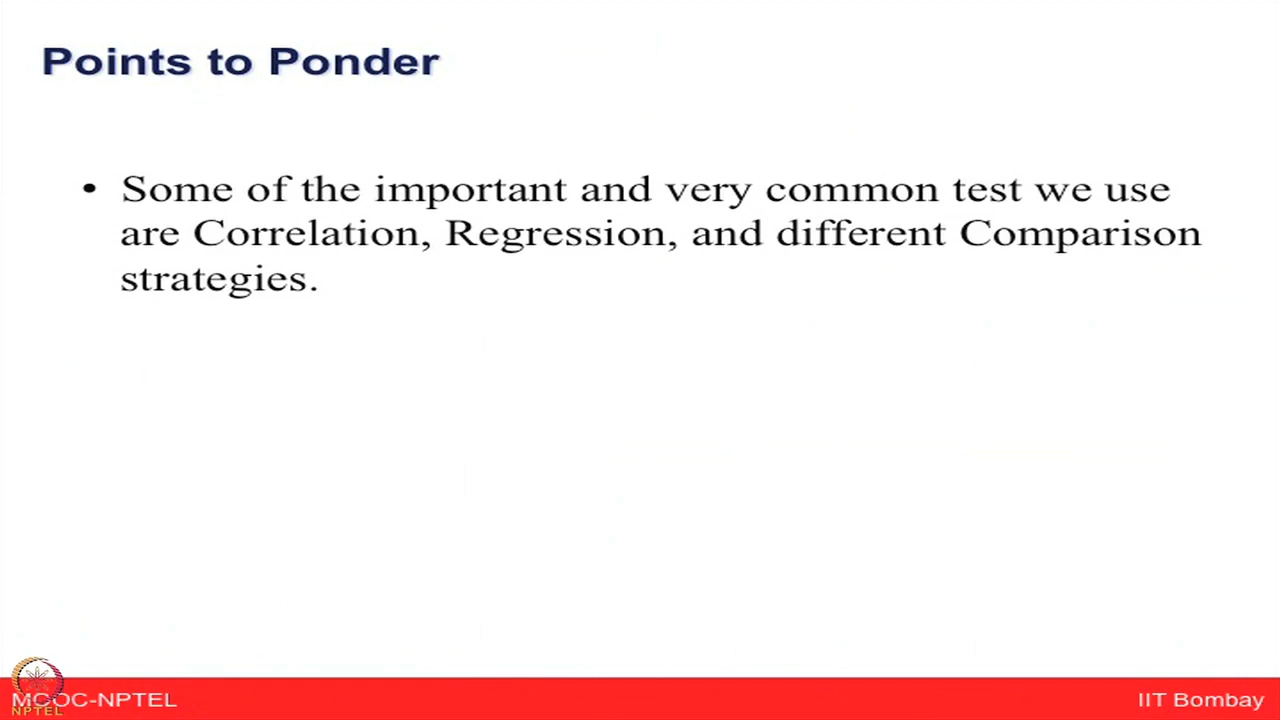 Points to Ponder
• Some of the important and very common test we use
are Correlation, Regression, and different Comparison
strategies.
MCOC-NPTEL
NPTEL
IIT Bombay